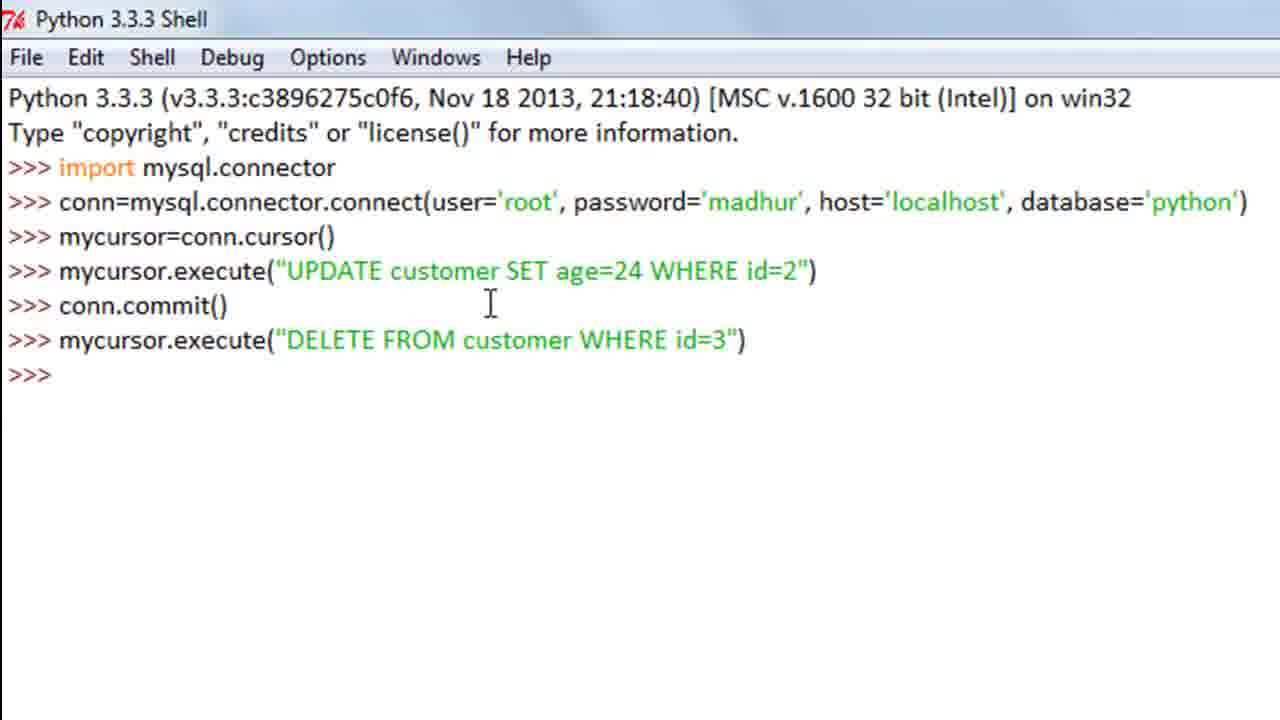 Python 3.3.3 Shell
File Edit Shell Debug Options Windows Help
Python 3.3.3 (v3.3.3:c3896275c0f6, Nov 18 2013, 21:18:40) [MSC v.1600 32 bit (Intel)] on win32
Type "copyright", "credits" or "license()" for more information.
>>> import mysql.connector
>>> conn=mysql.connector.connect(user='root', password='madhur', host='localhost', database='python')
>>> mycursor=conn.cursor()
>>> mycursor.execute("UPDATE customer SET age=24 WHERE id=2")
>>> conn.commit()
>>> mycursor.execute("DELETE FROM customer WHERE id=3")
>>>